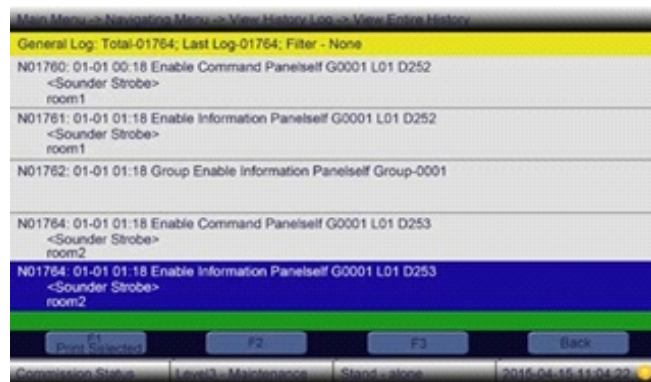 Main Menu -> Navigating Menu -> View History Log -> View Entire History
General Log: Total-01764; Last Log-01764; Filter - None
N01760: 01-01 00:18 Enable Command Panelself G0001 L01 D252
<Sounder Strobe>
room1
N01761: 01-01 01:18 Enable Information Panelself G0001 L01 D252
<Sounder Strobe>
room1
N01762: 01-01 01:18 Group Enable Information Panelself Group-0001
N01764: 01-01 01:18 Enable Command Panelself G0001 L01 D253
<Sounder Strobe>
room2
N01764: 01-01 01:18 Enable Information Panelself G0001 L01 D253
<Sounder Strobe>
room2
F1
Print Selected
F2
F3
Back
Commission Status
Level3 - Maintenance
Stand - alone
2015-04-15 11:04:22